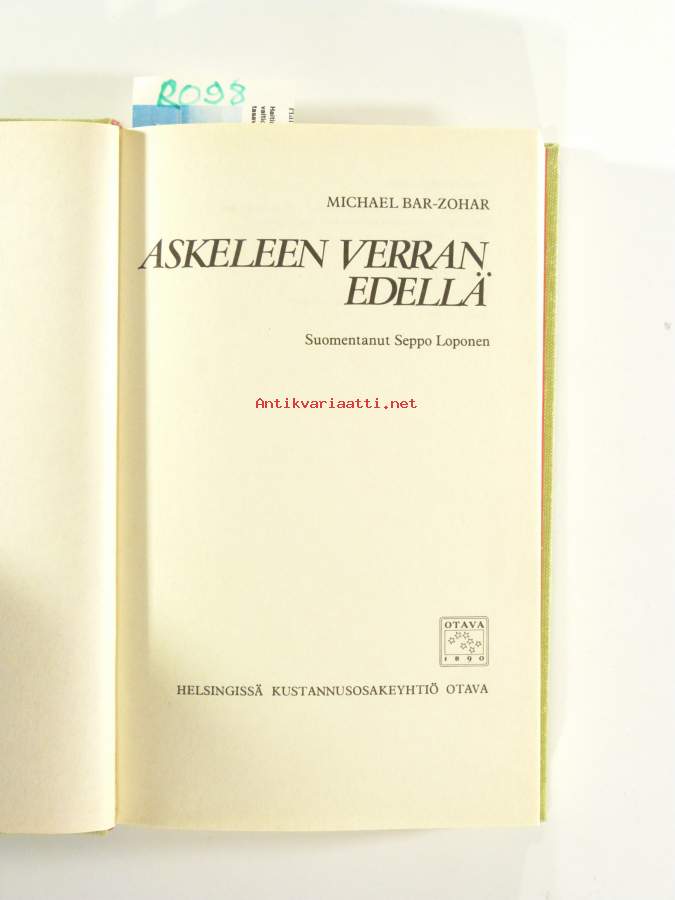 R098
MICHAEL BAR-ZOHAR
ASKELEEN VERRAN
EDELLÄ
Suomentanut Seppo Loponen
Antikvariaatti.net
OTAVA
1890
HELSINGISSÄ KUSTANNUSOSAKEYHTIÖ OTAVA